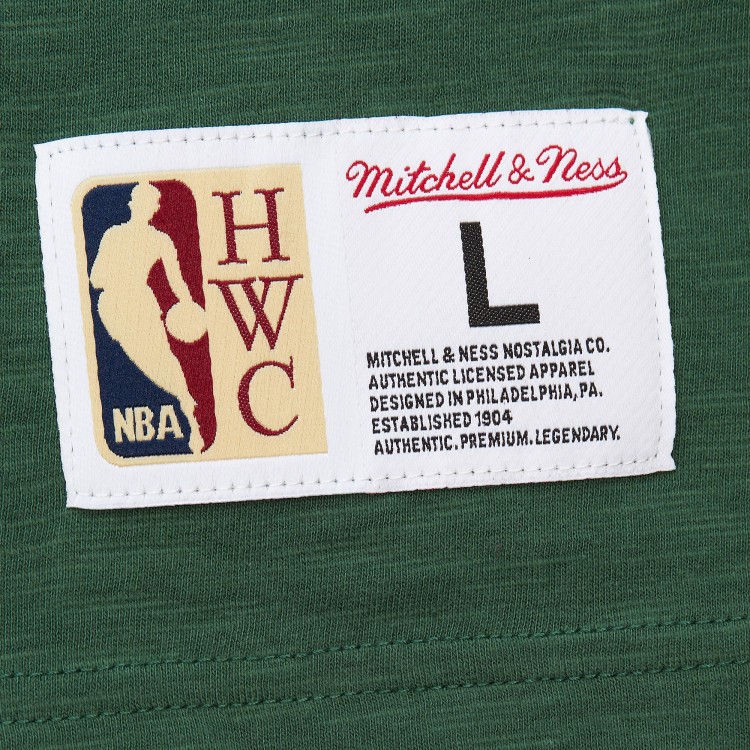 NBA
H
W
C
Mitchell & Ness
L
MITCHELL & NESS NOSTALGIA CO.
AUTHENTIC LICENSED APPAREL
DESIGNED IN PHILADELPHIA, PA.
ESTABLISHED 1904
AUTHENTIC. PREMIUM. LEGENDARY.